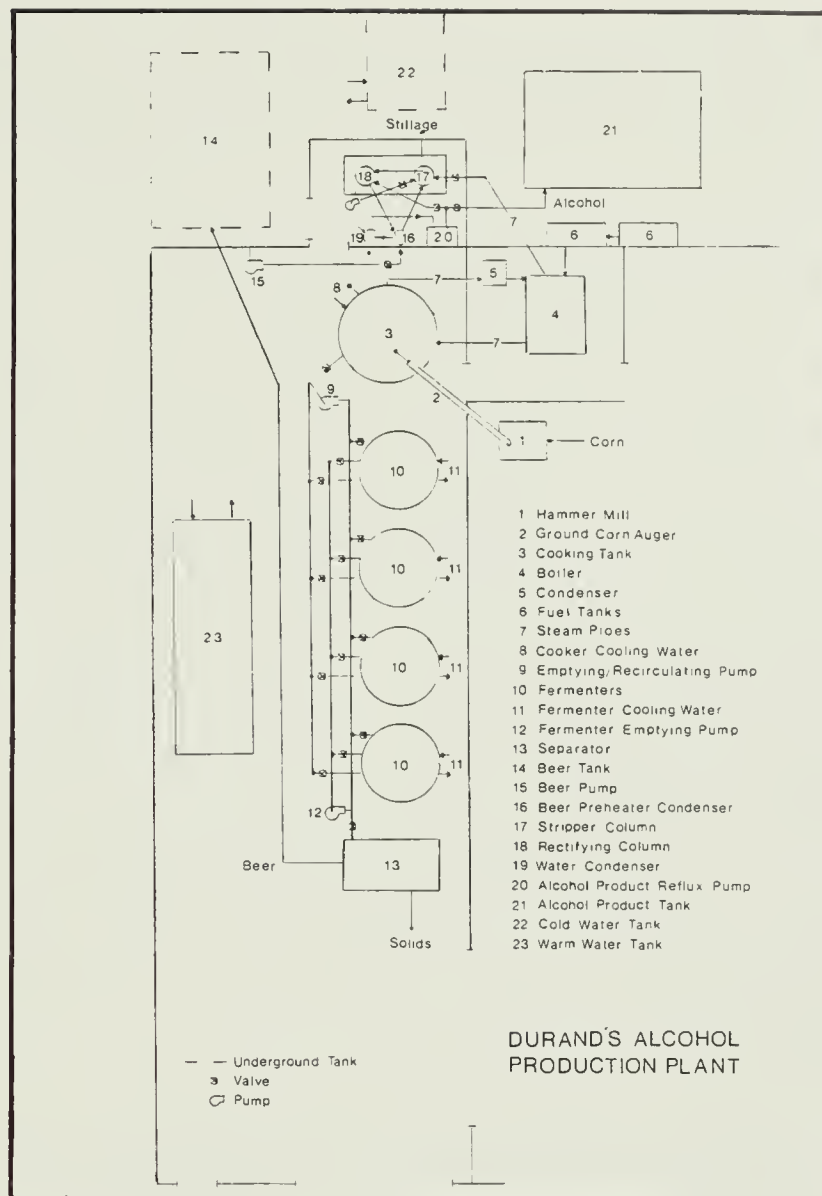 22
14
21
Stillage
18
17
Alcohol
7
19
16
20
6
6
15
8
7
5
3
4
7
9
2
1
Corn
10
11
10
11
23
10
11
10
11
12
Beer
13
Solids
1 Hammer Mill
2 Ground Corn Auger
3 Cooking Tank
4 Boiler
5 Condenser
6 Fuel Tanks
7 Steam Pipes
8 Cooker Cooling Water
9 Emptying/Recirculating Pump
10 Fermenters
11 Fermenter Cooling Water
12 Fermenter Emptying Pump
13 Separator
14 Beer Tank
15 Beer Pump
16 Beer Preheater Condenser
17 Stripper Column
18 Rectifying Column
19 Water Condenser
20 Alcohol Product Reflux Pump
21 Alcohol Product Tank
22 Cold Water Tank
23 Warm Water Tank
DURAND'S ALCOHOL
PRODUCTION PLANT
Underground Tank
Valve
Pump